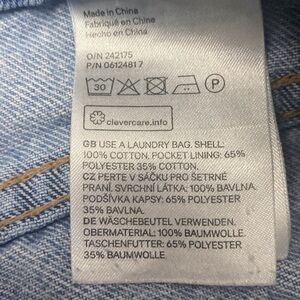 Made in China
Fabriqué en Chine
Hecho en China
O/N 242175
P/N 06124817
30 P
clevercare.info
GB USE A LAUNDRY BAG. SHELL:
100% COTTON. POCKET LINING: 65%
POLYESTER 35% COTTON.
CZ PERTE V SÁČKU PRO ŠETRNÉ
PRANÍ. SVRCHNÍ LÁTKA: 100% BAVLNA.
PODŠÍVKA KAPSY: 65% POLYESTER
35% BAVLNA.
DE WÄSCHEBEUTEL VERWENDEN.
OBERMATERIAL: 100% BAUMWOLLE.
TASCHENFUTTER: 65% POLYESTER
35% BAUMWOLLE.